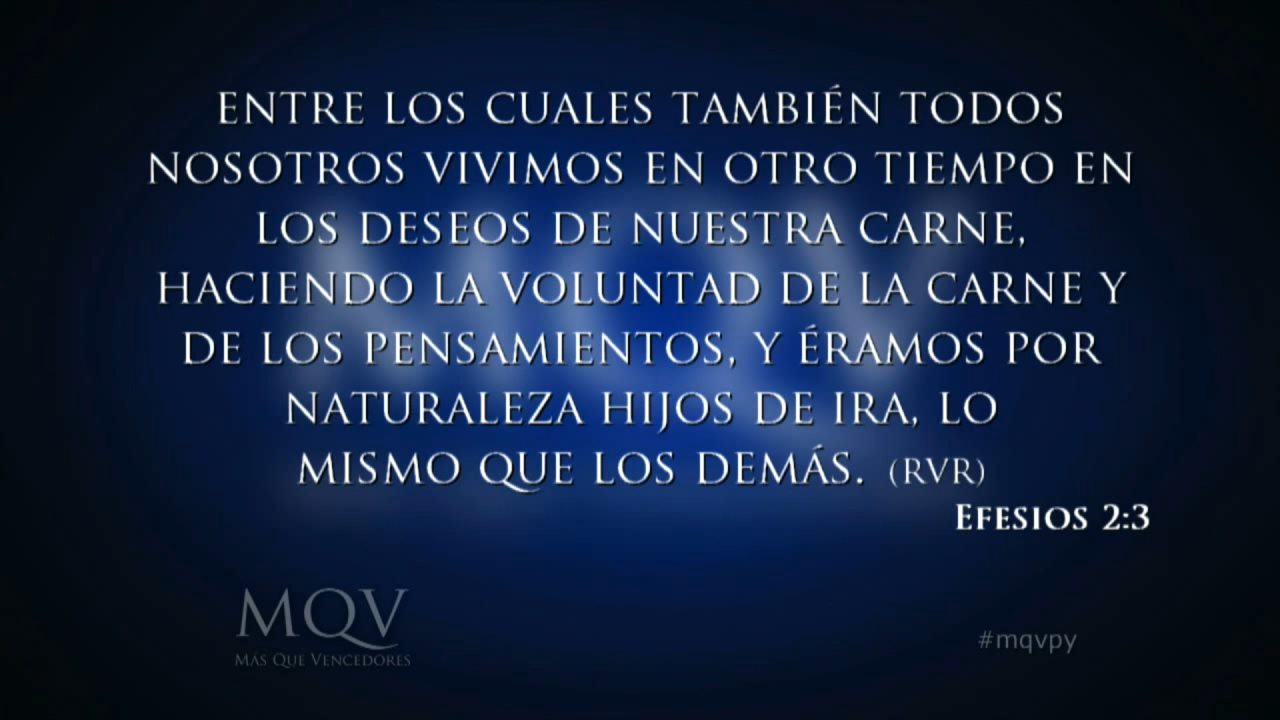 ENTRE LOS CUALES TAMBIÉN TODOS
NOSOTROS VIVIMOS EN OTRO TIEMPO EN
LOS DESEOS DE NUESTRA CARNE,
HACIENDO LA VOLUNTAD DE LA CARNE Y
DE LOS PENSAMIENTOS, Y ÉRAMOS POR
NATURALEZA HIJOS DE IRA, LO
MISMO QUE LOS DEMÁS. (RVR)
EFESIOS 2:3
MQV
MÁS QUE VENCEDORES
#mqvpy